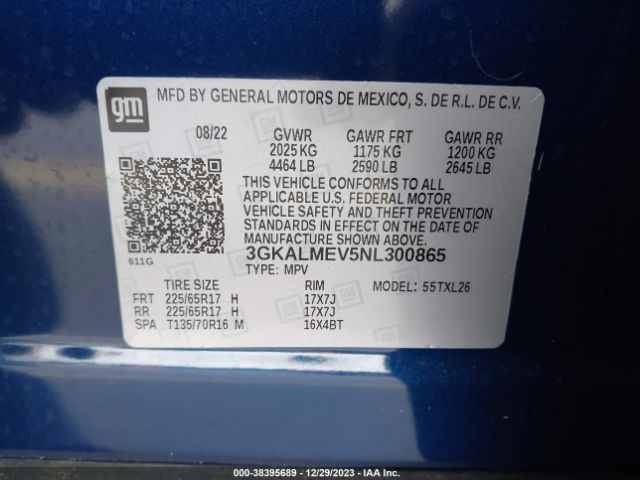 gm
MFD BY GENERAL MOTORS DE MEXICO, S. DE R.L. DE C.V.
08/22 GVWR GAWR FRT GAWR RR
2025 KG 1175 KG 1200 KG
4464 LB 2590 LB 2645 LB
THIS VEHICLE CONFORMS TO ALL
APPLICABLE U.S. FEDERAL MOTOR
VEHICLE SAFETY AND THEFT PREVENTION
STANDARDS IN EFFECT ON THE DATE OF
MANUFACTURE SHOWN ABOVE.
3GKALMEV5NL300865
611G
TYPE: MPV
TIRE SIZE RIM MODEL: 55TXL26
FRT 225/65R17 H 17X7J
RR 225/65R17 H 17X7J
SPA T135/70R16 M 16X4BT
000-38395689 - 12/29/2023 - IAA Inc.